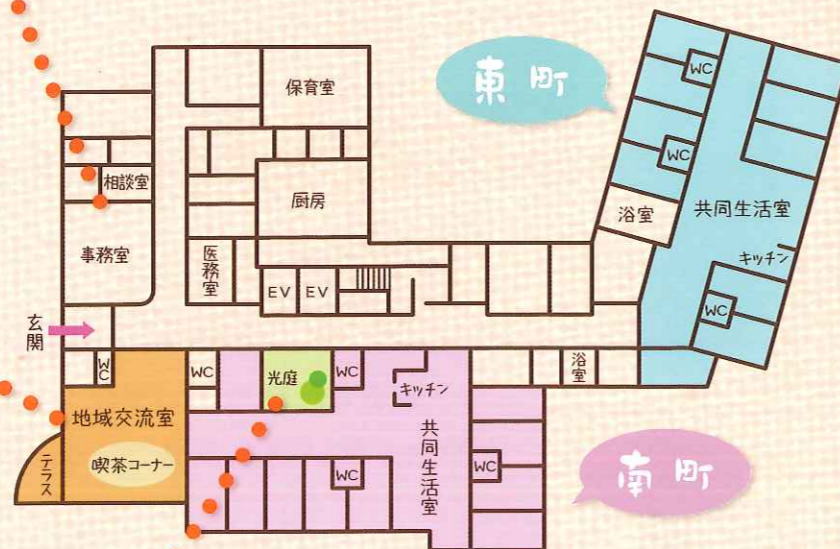 東町
保育室
WC
WC
相談室
厨房
浴室
共同生活室
事務室
医務室
キッチン
EV
EV
WC
玄関
WC
WC
光庭
WC
キッチン
浴室
地域交流室
共同生活室
喫茶コーナー
テラス
WC
WC
南町